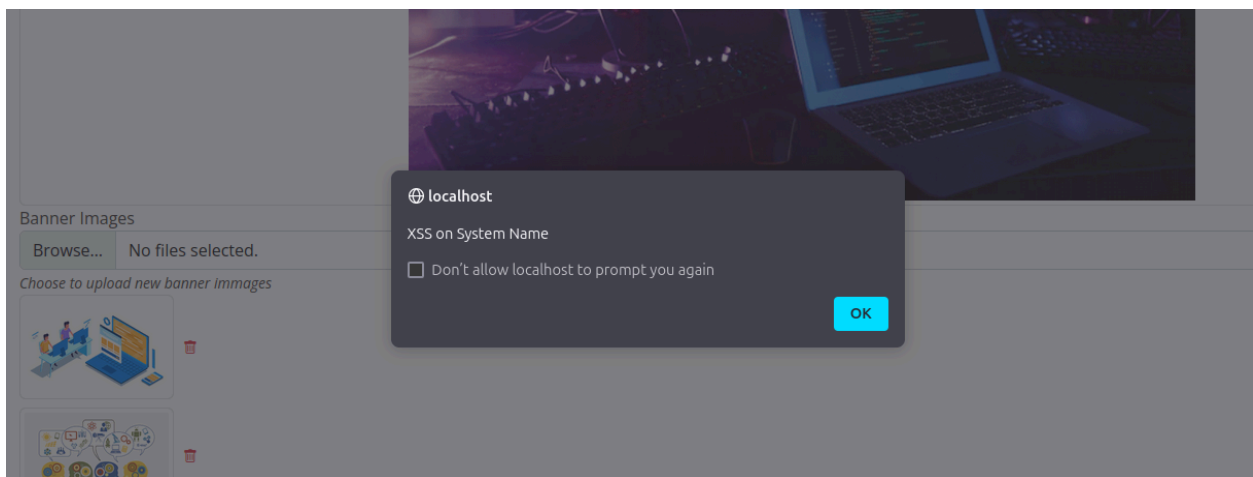 localhost
XSS on System Name
Don't allow localhost to prompt you again
OK
Banner Images
Browse... No files selected.
Choose to upload new banner immages